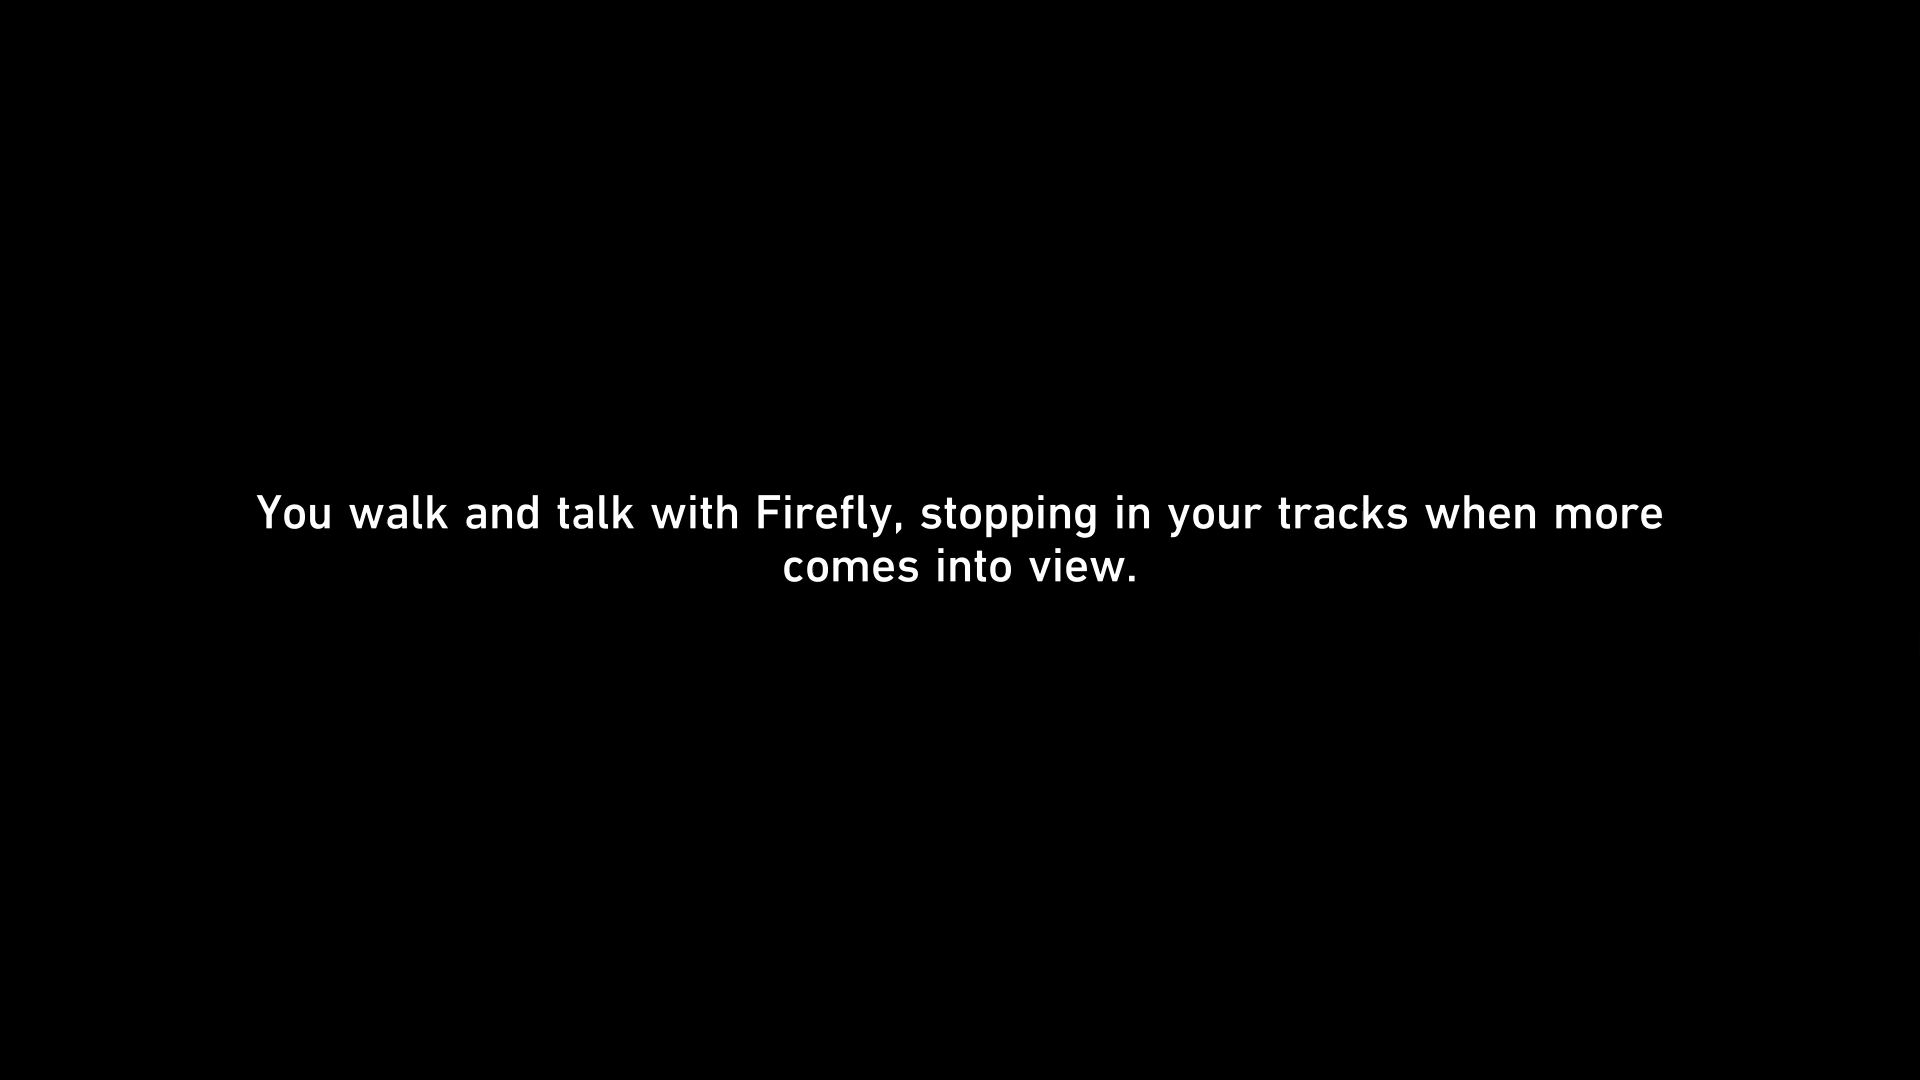 You walk and talk with Firefly, stopping in your tracks when more
comes into view.